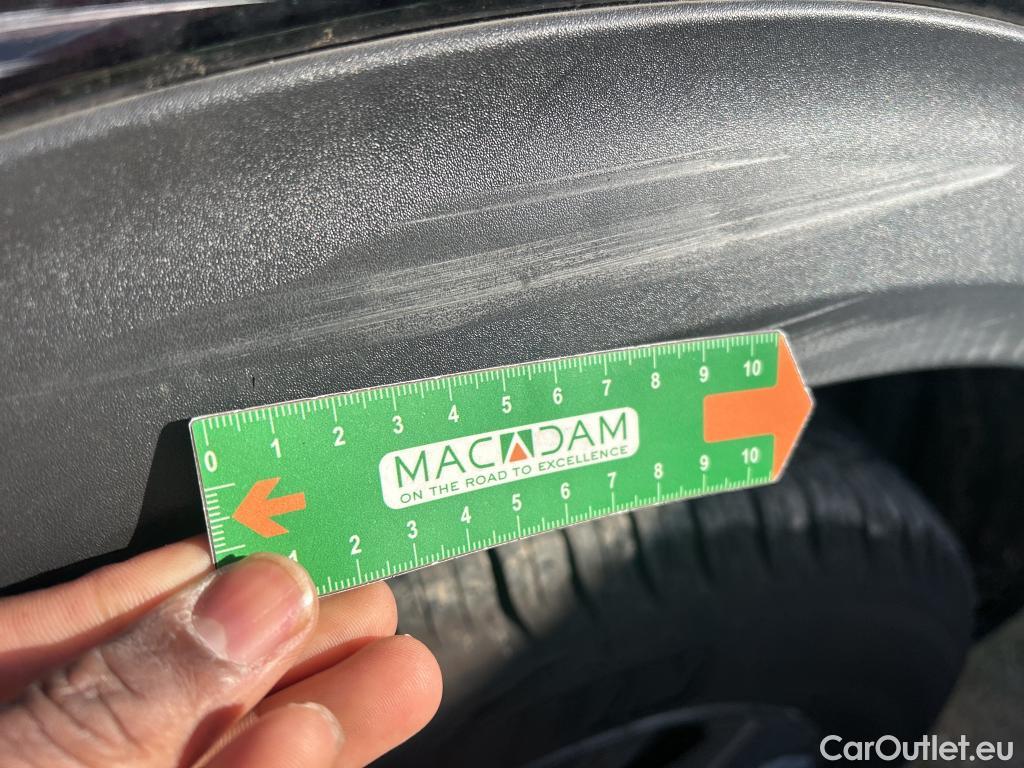 0 1 2 3 4 5 6 7 8 9 10
MACADAM
ON THE ROAD TO EXCELLENCE
1 2 3 4 5 6 7 8 9 10
CarOutlet.eu